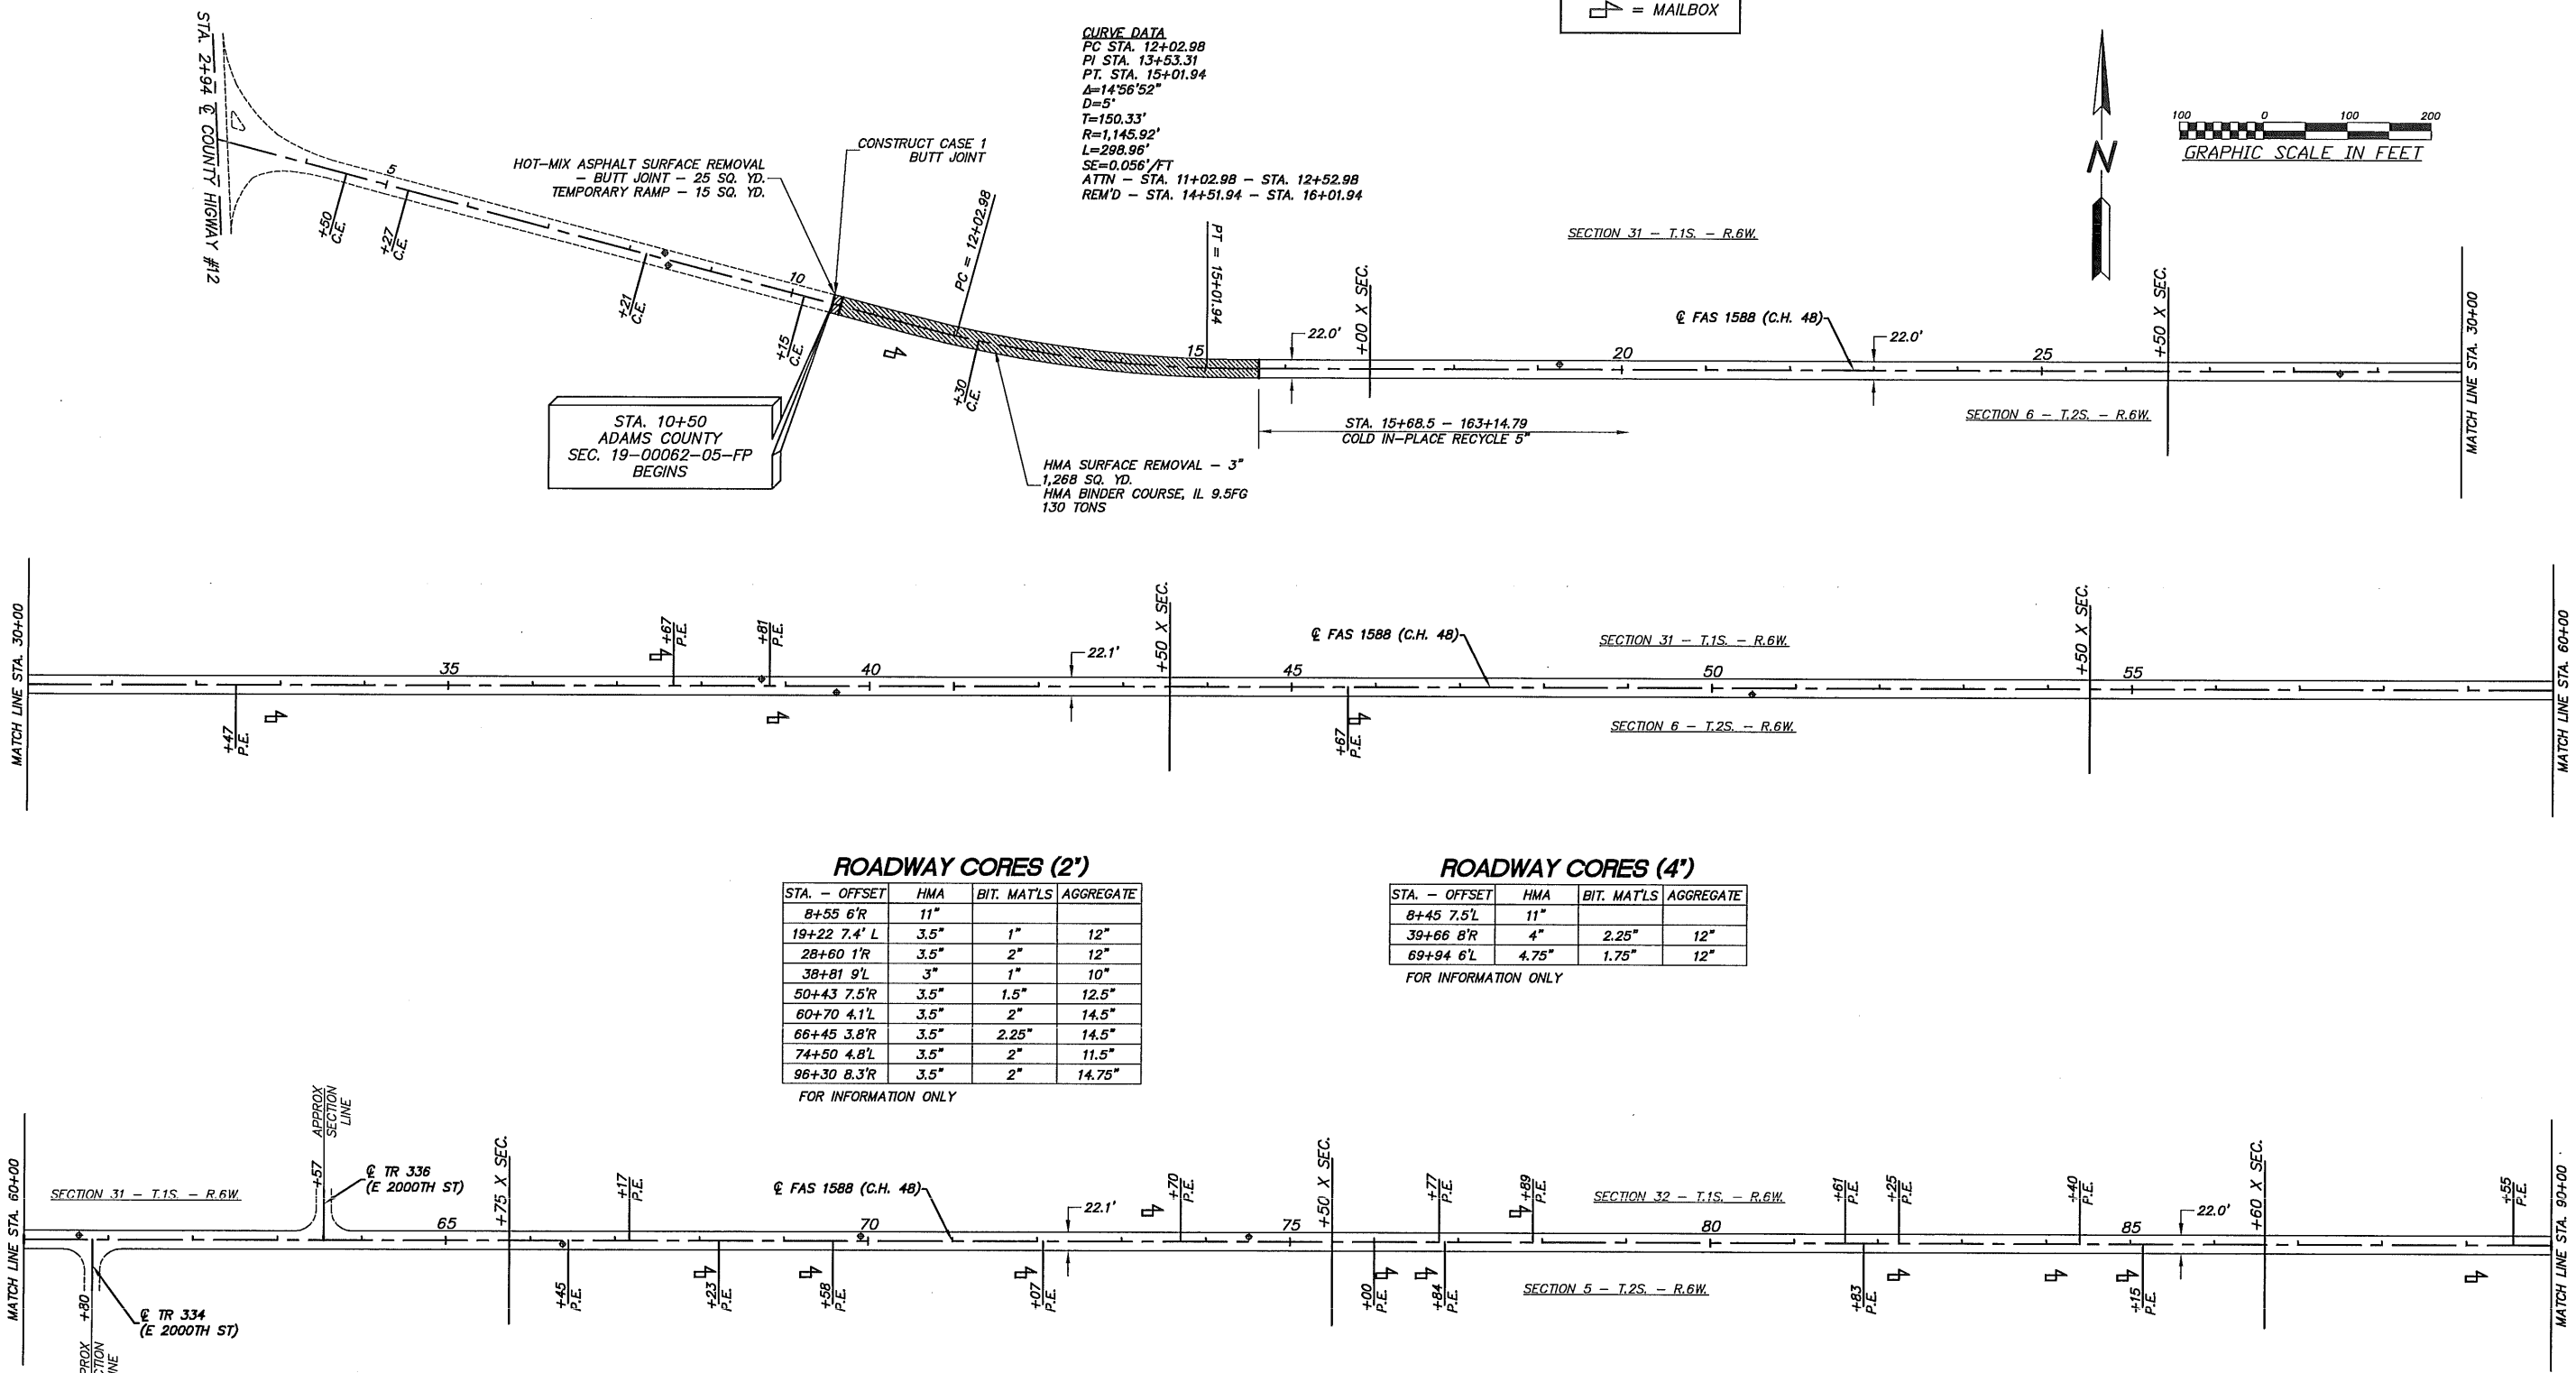 = MAILBOX
STA. 2+94 ℄ COUNTY HIGWAY #12
CURVE DATA
PC STA. 12+02.98
PI STA. 13+53.31
PT. STA. 15+01.94
Δ=14°56'52"
D=5°
T=150.33'
R=1,145.92'
L=298.96'
SE=0.056'/FT
ATTN - STA. 11+02.98 - STA. 12+52.98
REM'D - STA. 14+51.94 - STA. 16+01.94
100 0 100 200
GRAPHIC SCALE IN FEET
N
HOT-MIX ASPHALT SURFACE REMOVAL
- BUTT JOINT - 25 SQ. YD.
TEMPORARY RAMP - 15 SQ. YD.
CONSTRUCT CASE 1
BUTT JOINT
5
+50
C.E.
+27
C.E.
+21
C.E.
10
+15
C.E.
PC = 12+02.98
+30
C.E.
15
PT = 15+01.94
22.0'
+00 X SEC.
SECTION 31 - T.1S. - R.6W.
℄ FAS 1588 (C.H. 48)
20
22.0'
25
+50 X SEC.
MATCH LINE STA. 30+00
SECTION 6 - T.2S. - R.6W.
STA. 10+50
ADAMS COUNTY
SEC. 19-00062-05-FP
BEGINS
STA. 15+68.5 - 163+14.79
COLD IN-PLACE RECYCLE 5"
HMA SURFACE REMOVAL - 3"
1,268 SQ. YD.
HMA BINDER COURSE, IL 9.5FG
130 TONS
MATCH LINE STA. 30+00
+47
P.E.
35
+67
P.E.
+81
P.E.
40
22.1'
+50 X SEC.
℄ FAS 1588 (C.H. 48)
45
+67
P.E.
SECTION 31 - T.1S. - R.6W.
50
SECTION 6 - T.2S. - R.6W.
+50 X SEC.
55
MATCH LINE STA. 60+00
ROADWAY CORES (2")
STA. - OFFSET HMA BIT. MAT'LS AGGREGATE
8+55 6'R 11"
19+22 7.4' L 3.5" 1" 12"
28+60 1'R 3.5" 2" 12"
38+81 9'L 3" 1" 10"
50+43 7.5'R 3.5" 1.5" 12.5"
60+70 4.1'L 3.5" 2" 14.5"
66+45 3.8'R 3.5" 2.25" 14.5"
74+50 4.8'L 3.5" 2" 11.5"
96+30 8.3'R 3.5" 2" 14.75"
FOR INFORMATION ONLY
ROADWAY CORES (4")
STA. - OFFSET HMA BIT. MAT'LS AGGREGATE
8+45 7.5'L 11"
39+66 8'R 4" 2.25" 12"
69+94 6'L 4.75" 1.75" 12"
FOR INFORMATION ONLY
MATCH LINE STA. 60+00
SECTION 31 - T.1S. - R.6W.
+80
℄ TR 334
(E 2000TH ST)
APPROX
SECTION
LINE
+57
℄ TR 336
(E 2000TH ST)
65
+75 X SEC.
+45
P.E.
+17
P.E.
+23
P.E.
+58
P.E.
70
℄ FAS 1588 (C.H. 48)
+07
P.E.
22.1'
+70
P.E.
75
+50 X SEC.
+00
P.E.
+77
P.E.
+84
P.E.
+89
P.E.
SECTION 32 - T.1S. - R.6W.
80
SECTION 5 - T.2S. - R.6W.
+61
P.E.
+83
P.E.
+25
P.E.
+40
P.E.
85
+15
P.E.
22.0'
+60 X SEC.
+55
P.E.
MATCH LINE STA. 90+00